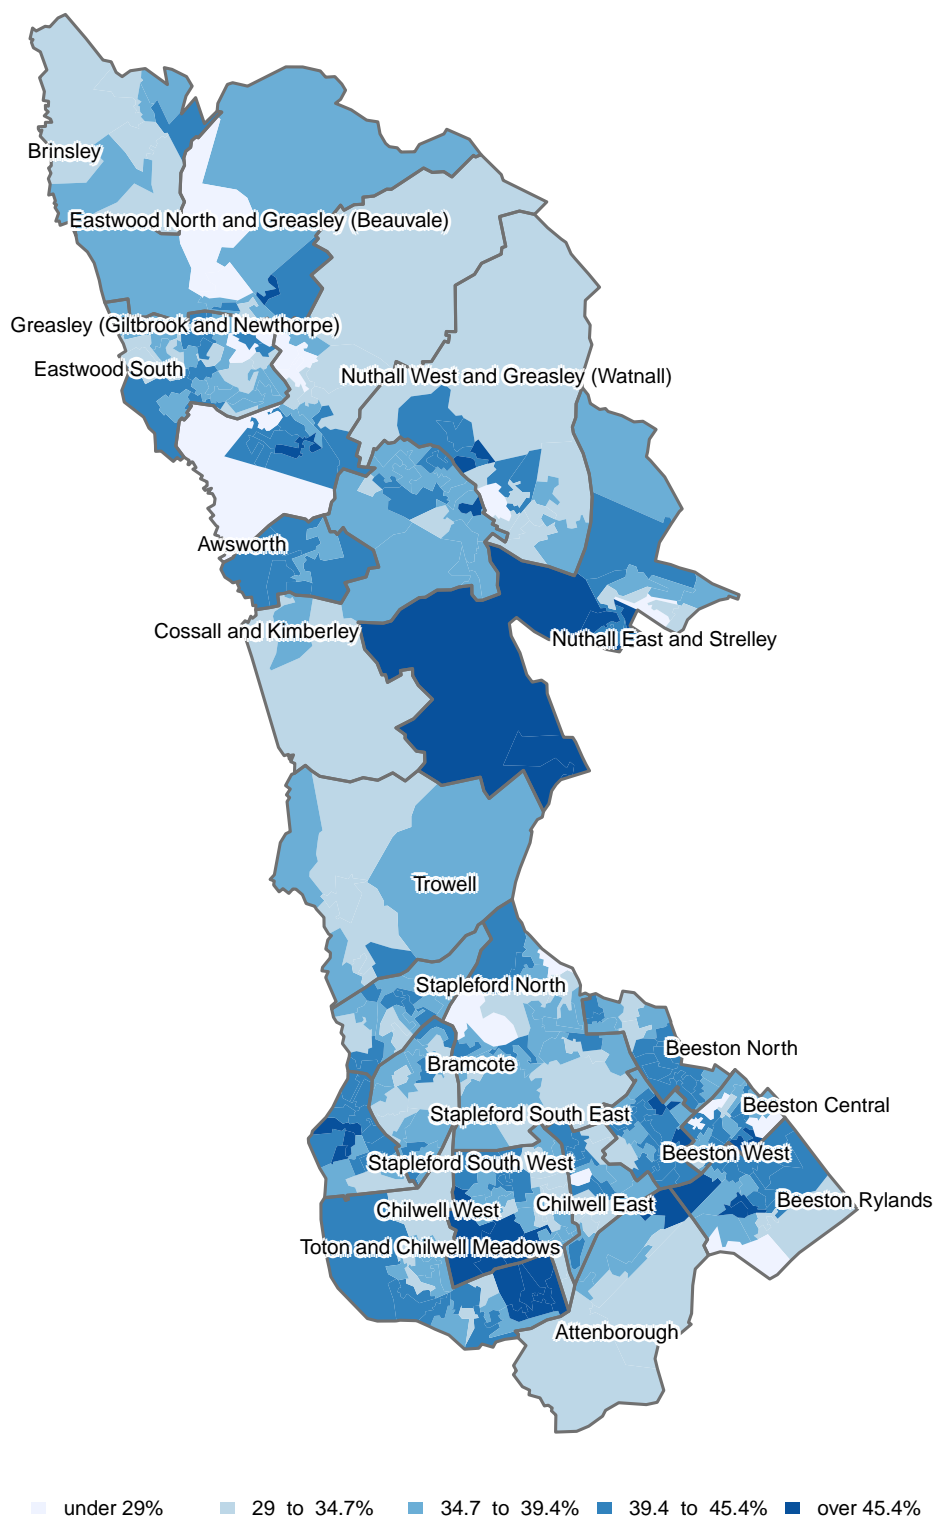 Brinsley
Eastwood North and Greasley (Beauvale)
Greasley (Giltbrook and Newthorpe)
Eastwood South
Nuthall West and Greasley (Watnall)
Awsworth
Cossall and Kimberley
Nuthall East and Strelley
Trowell
Stapleford North
Beeston North
Bramcote
Beeston Central
Stapleford South East
Beeston West
Stapleford South West
Beeston Rylands
Chilwell East
Chilwell West
Toton and Chilwell Meadows
Attenborough
under 29% 29 to 34.7% 34.7 to 39.4% 39.4 to 45.4% over 45.4%